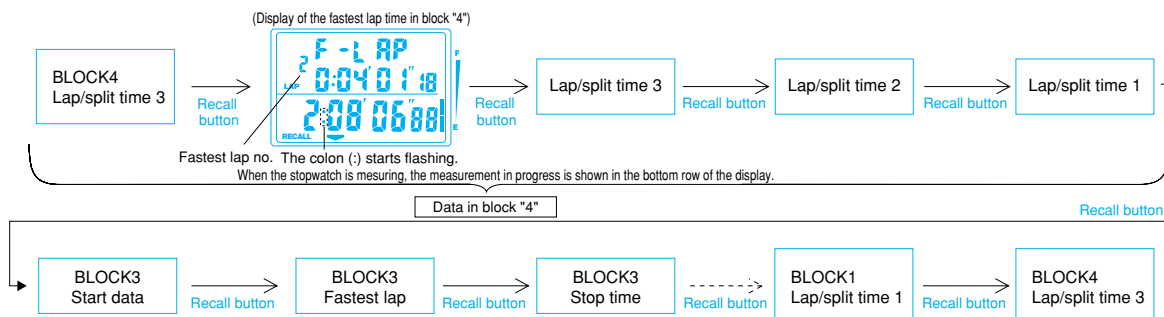 (Display of the fastest lap time in block "4")
BLOCK4
Lap/split time 3
Recall
button
F-LAP
F
2
LAP 0:04'01"18
2:08'06"88
RECALL
E
Recall
button
Lap/split time 3
Recall button
Lap/split time 2
Recall button
Lap/split time 1
Fastest lap no. The colon (:) starts flashing.
When the stopwatch is mesuring, the measurement in progress is shown in the bottom row of the display.
Data in block "4"
Recall button
BLOCK3
Start data
Recall button
BLOCK3
Fastest lap
Recall button
BLOCK3
Stop time
Recall button
BLOCK1
Lap/split time 1
Recall button
BLOCK4
Lap/split time 3